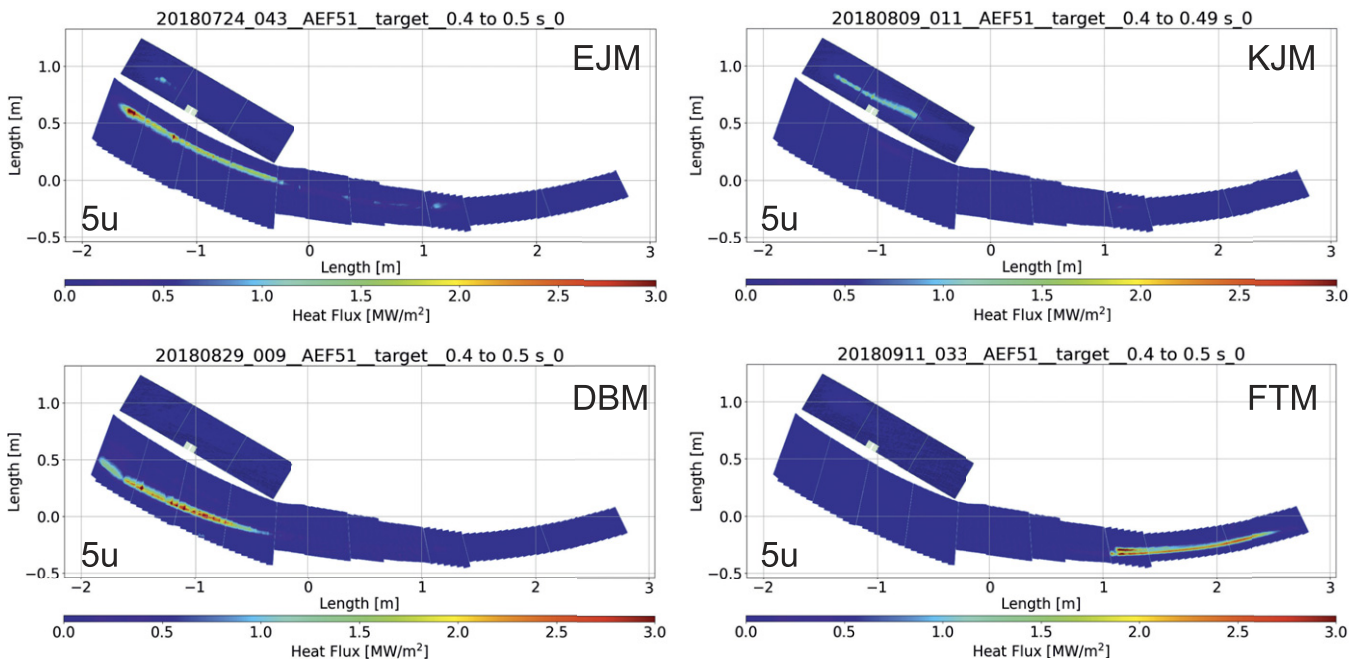 20180724_043__AEF51__target__0.4 to 0.5 s_0
EJM
Length [m]
1.0
0.5
0.0
−0.5
5u
−2 −1 0 1 2 3
Length [m]
0.0 0.5 1.0 1.5 2.0 2.5 3.0
Heat Flux [MW/m²]
20180809_011__AEF51__target__0.4 to 0.49 s_0
KJM
Length [m]
1.0
0.5
0.0
−0.5
5u
−2 −1 0 1 2 3
Length [m]
0.0 0.5 1.0 1.5 2.0 2.5 3.0
Heat Flux [MW/m²]
20180829_009__AEF51__target__0.4 to 0.5 s_0
DBM
Length [m]
1.0
0.5
0.0
−0.5
5u
−2 −1 0 1 2 3
Length [m]
0.0 0.5 1.0 1.5 2.0 2.5 3.0
Heat Flux [MW/m²]
20180911_033__AEF51__target__0.4 to 0.5 s_0
FTM
Length [m]
1.0
0.5
0.0
−0.5
5u
−2 −1 0 1 2 3
Length [m]
0.0 0.5 1.0 1.5 2.0 2.5 3.0
Heat Flux [MW/m²]